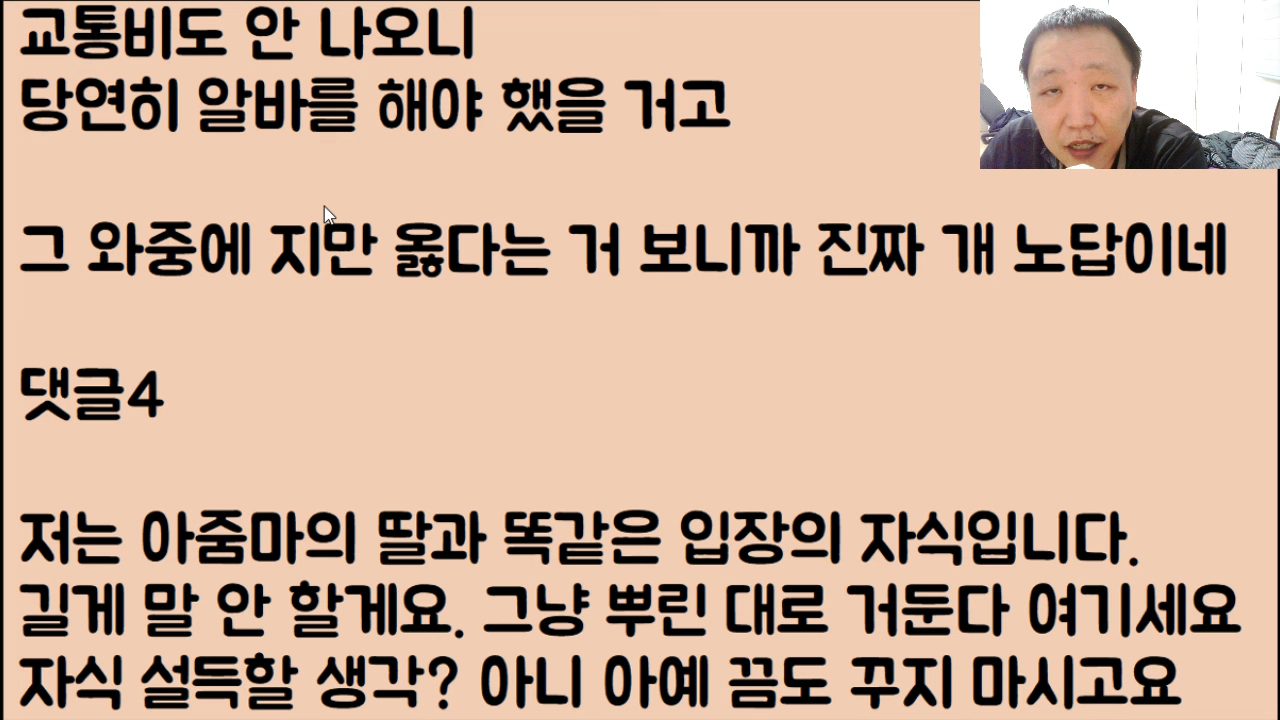 교통비도 안 나오니
당연히 알바를 해야 했을 거고
그 와중에 지만 옳다는 거 보니까 진짜 개 노답이네
댓글4
저는 아줌마의 딸과 똑같은 입장의 자식입니다.
길게 말 안 할게요. 그냥 뿌린 대로 거둔다 여기세요
자식 설득할 생각? 아니 아예 끔도 꾸지 마시고요